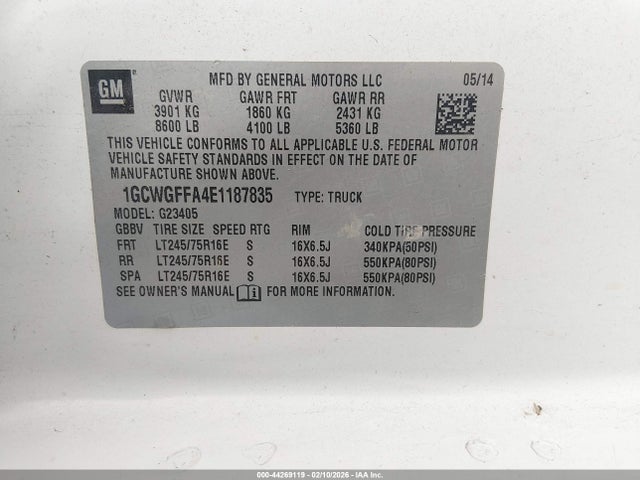 GM ® MFD BY GENERAL MOTORS LLC 05/14
GVWR GAWR FRT GAWR RR
3901 KG 1860 KG 2431 KG
8600 LB 4100 LB 5360 LB
THIS VEHICLE CONFORMS TO ALL APPLICABLE U.S. FEDERAL MOTOR
VEHICLE SAFETY STANDARDS IN EFFECT ON THE DATE OF
MANUFACTURE SHOWN ABOVE.
1GCWGFFA4E1187835 TYPE: TRUCK
MODEL: G23405
GBBV TIRE SIZE SPEED RTG RIM COLD TIRE PRESSURE
FRT LT245/75R16E S 16X6.5J 340KPA(50PSI)
RR LT245/75R16E S 16X6.5J 550KPA(80PSI)
SPA LT245/75R16E S 16X6.5J 550KPA(80PSI)
SEE OWNER'S MANUAL FOR MORE INFORMATION.
COPART 000-44269119 | 02/10/2026 - IAAI.CA